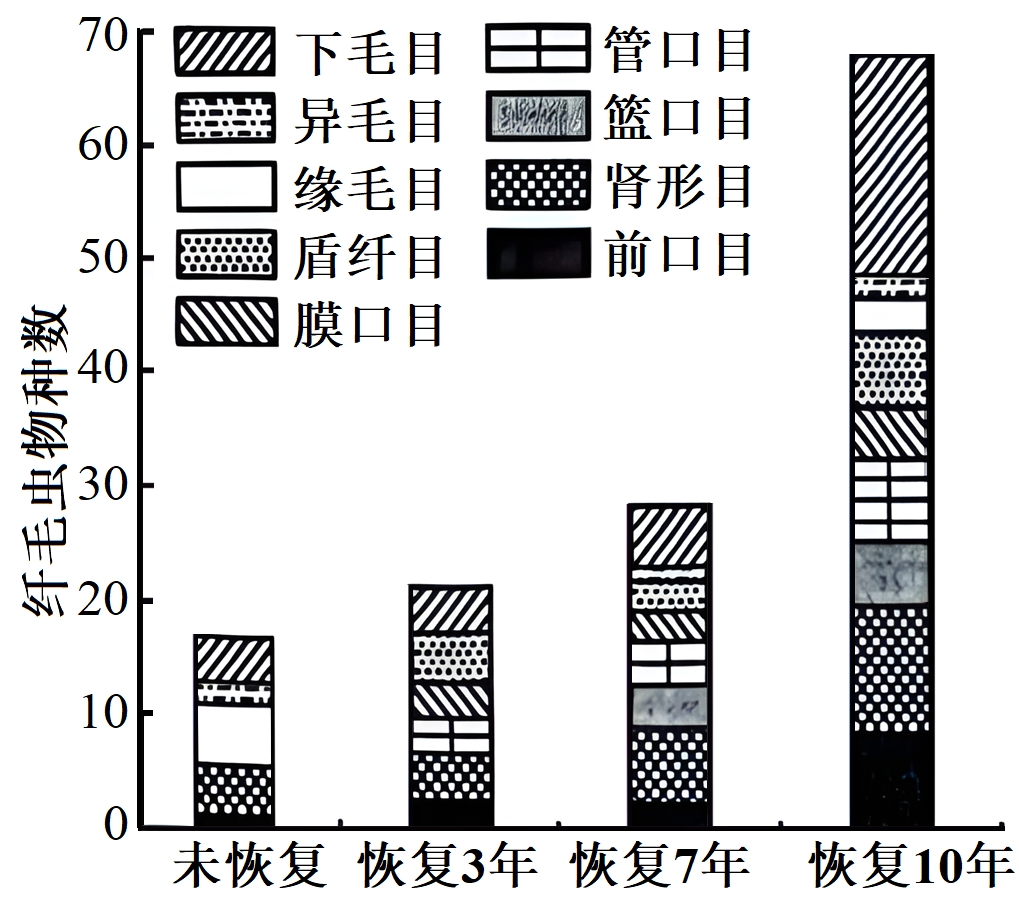 70
60
50
40
30
20
10
0
纤毛虫物种数
下毛目
异毛目
缘毛目
盾纤目
膜口目
管口目
篮口目
肾形目
前口目
未恢复
恢复3年
恢复7年
恢复10年